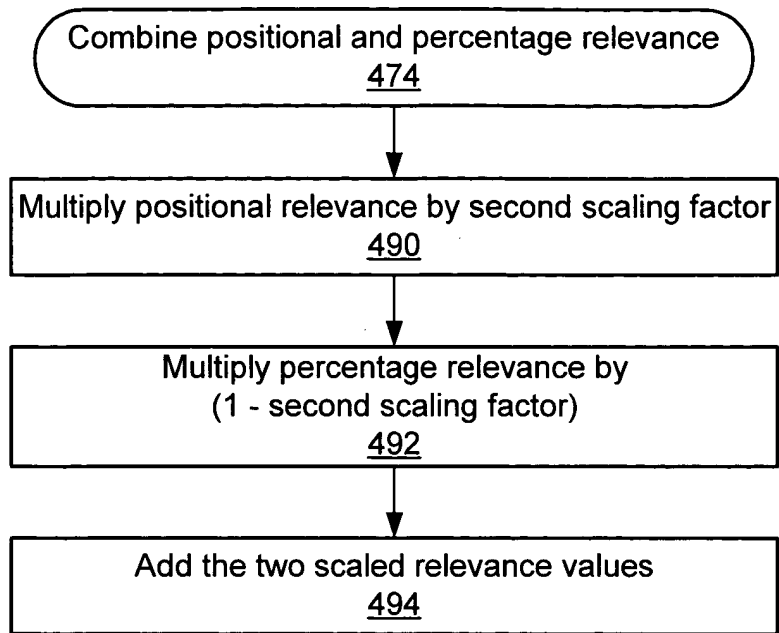 Combine positional and percentage relevance
474
Multiply positional relevance by second scaling factor
490
Multiply percentage relevance by
(1 - second scaling factor)
492
Add the two scaled relevance values
494